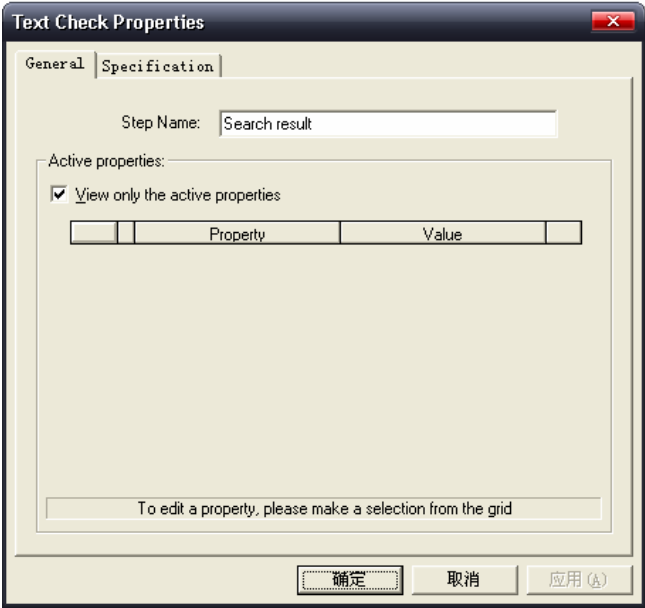 Text Check Properties
General Specification
Step Name: Search result
Active properties:
View only the active properties
Property Value
To edit a property, please make a selection from the grid
确定 取消 应用(A)